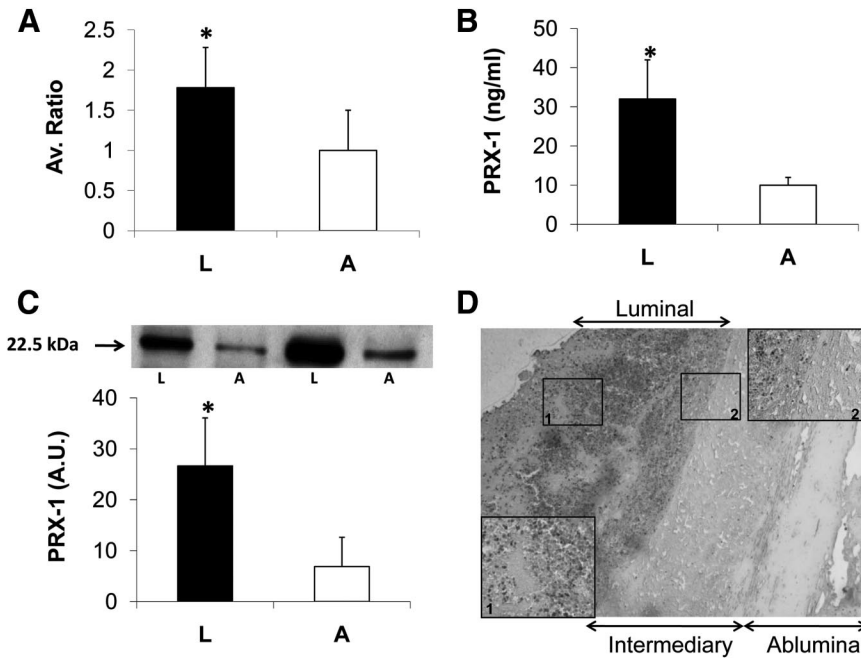 A
2.5
2
1.5
1
0.5
0
Av. Ratio
*
L A
B
50
40
30
20
10
0
PRX-1 (ng/ml)
*
L A
C
22.5 kDa
L A L A
40
30
20
10
0
PRX-1 (A.U.)
*
L A
D
Luminal
1
2
2
1
Intermediary Abluminal